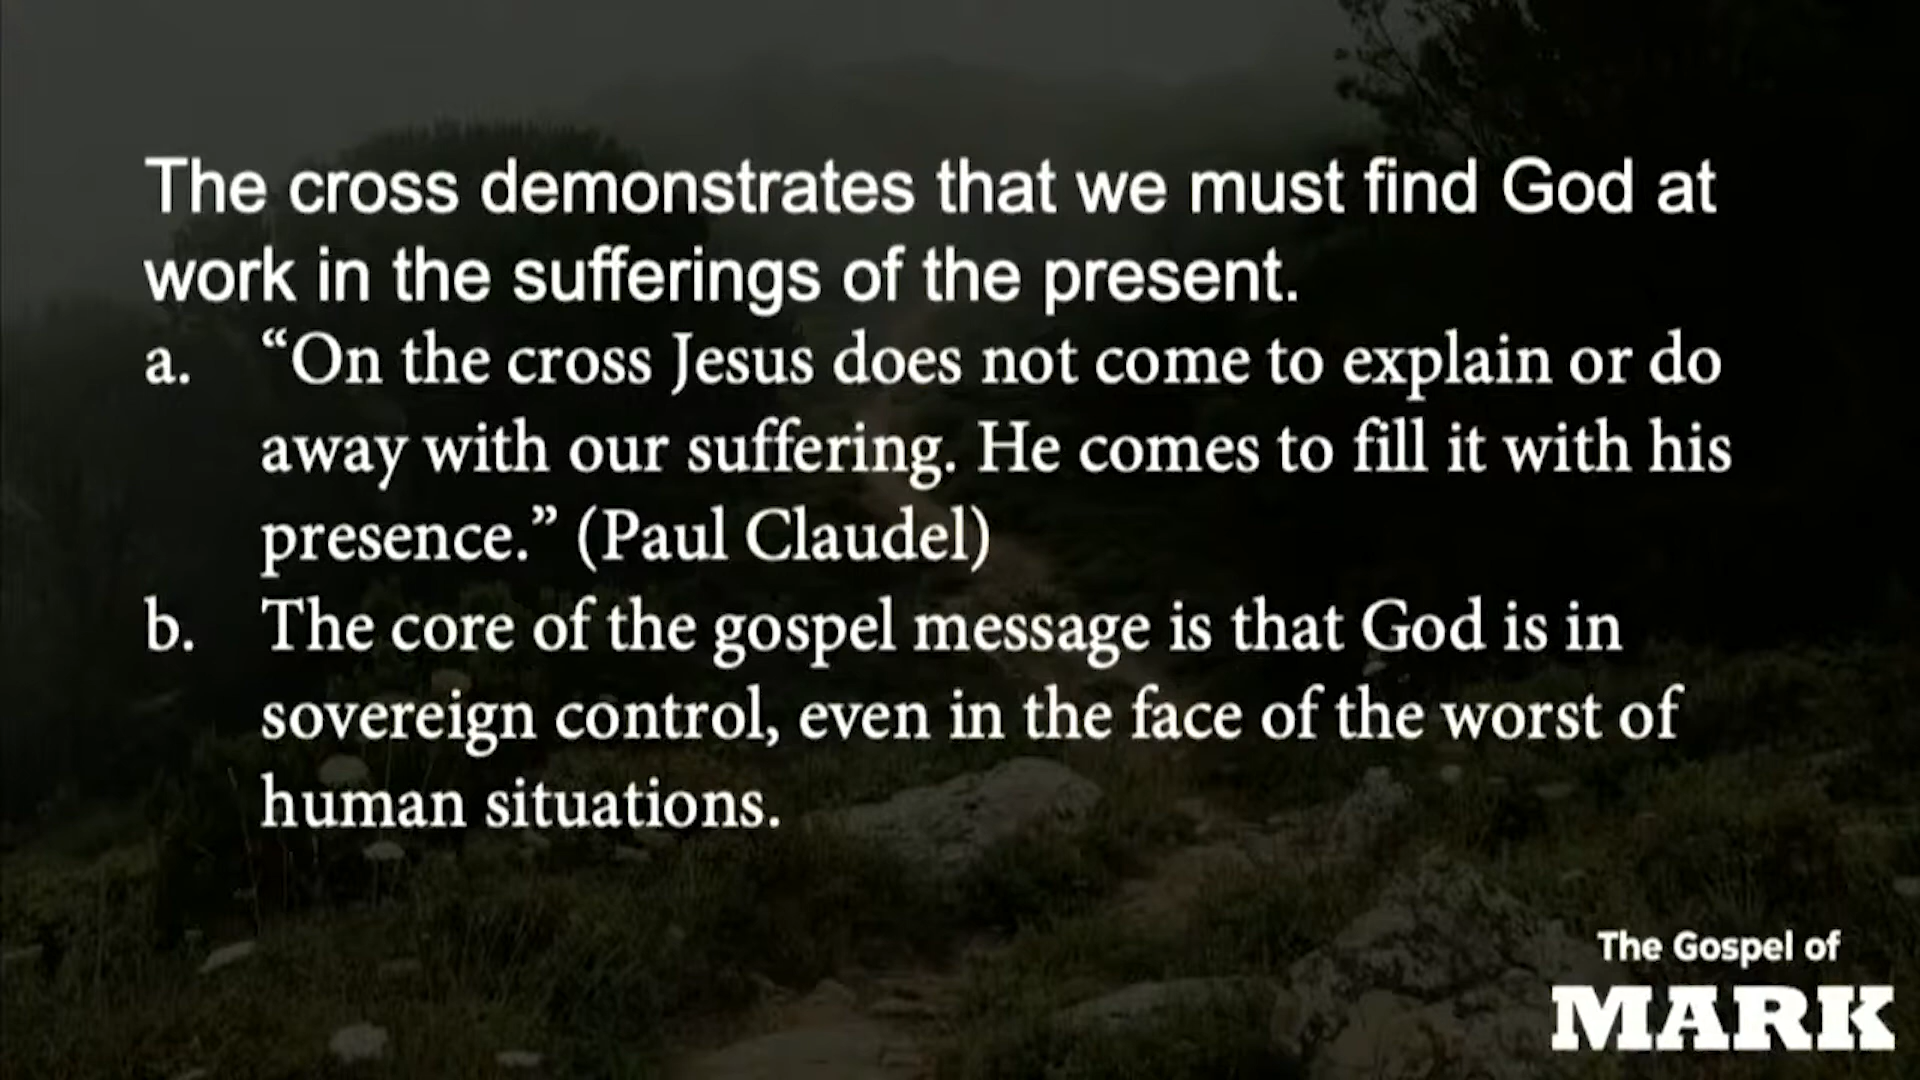 The cross demonstrates that we must find God at
work in the sufferings of the present.
a. “On the cross Jesus does not come to explain or do
away with our suffering. He comes to fill it with his
presence.” (Paul Claudel)
b. The core of the gospel message is that God is in
sovereign control, even in the face of the worst of
human situations.
The Gospel of
MARK